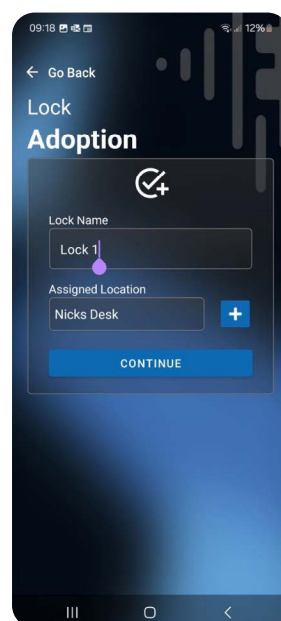 09:18 12%
Go Back
Lock
Adoption
Lock Name
Lock 1
Assigned Location
Nicks Desk
+
CONTINUE